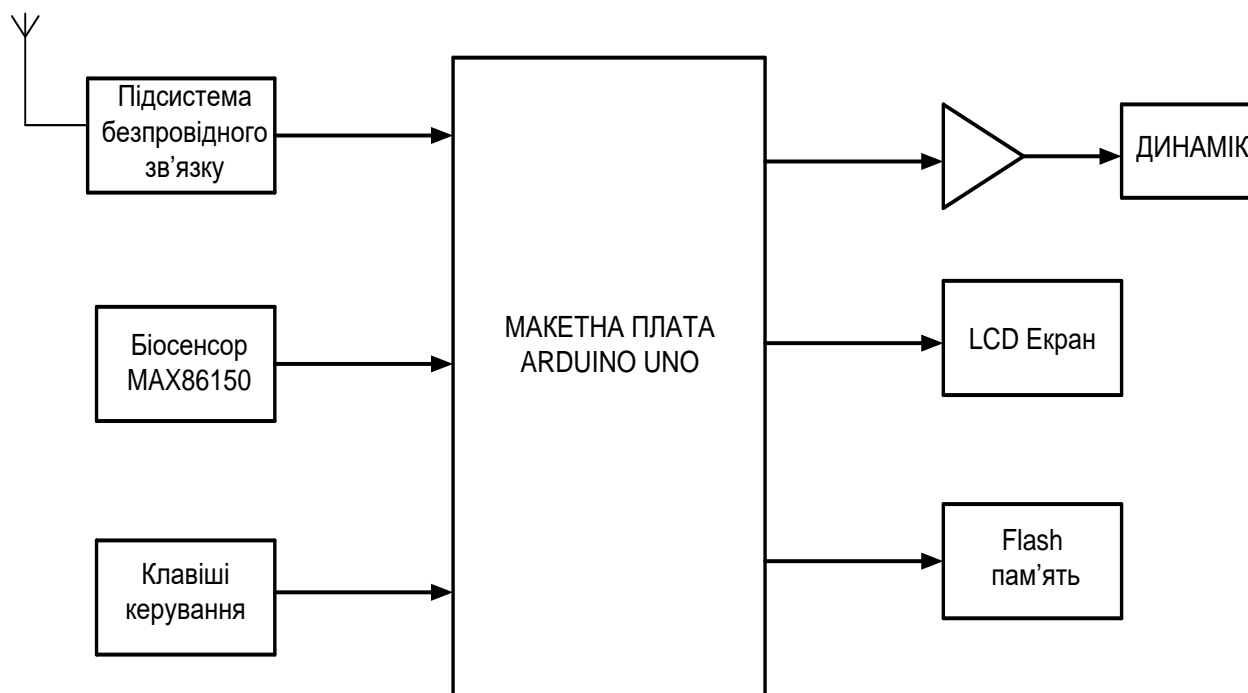 Підсистема
безпровідного
зв’язку
Біосенсор
MAX86150
Клавіші
керування
МАКЕТНА ПЛАТА
ARDUINO UNO
ДИНАМІК
LCD Екран
Flash
пам’ять